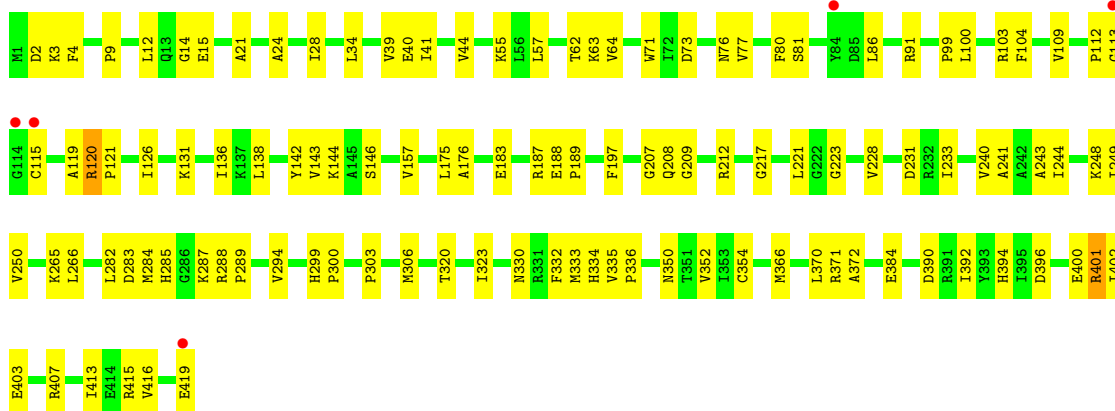 M1 D2 K3 F4 P9 L12 Q13 G14 E15 A21 A24 I28 L34 V39 E40 I41 V44 K55 L56 L57 T62 K63 V64 W71 I72 D73 N76 V77 F80 S81 Y84 D85 L86 R91 P99 L100 R103 F104 V109 P112 G113
G114 C115 A119 R120 P121 I126 K131 I136 K137 L138 Y142 V143 K144 A145 S146 V157 L175 A176 E183 R187 E188 P189 F197 G207 Q208 G209 R212 G217 L221 G222 G223 V228 D231 R232 I233 V240 A241 A242 A243 I244 K248 I249
V250 K265 L266 L282 D283 M284 H285 G286 K287 R288 P289 V294 H299 P300 P303 M306 T320 I323 N330 R331 F332 M333 H334 V335 P336 N350 T351 V352 I353 C354 M366 L370 R371 A372 E384 D390 R391 I392 Y393 H394 I395 D396 E400 R401 I402
E403 R407 I413 E414 R415 V416 E419